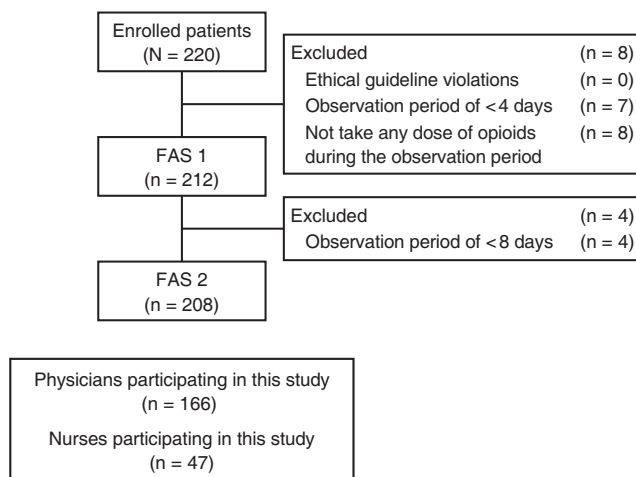 Enrolled patients
(N = 220)
Excluded (n = 8)
Ethical guideline violations (n = 0)
Observation period of < 4 days (n = 7)
Not take any dose of opioids (n = 8)
during the observation period
FAS 1
(n = 212)
Excluded (n = 4)
Observation period of < 8 days (n = 4)
FAS 2
(n = 208)
Physicians participating in this study
(n = 166)
Nurses participating in this study
(n = 47)